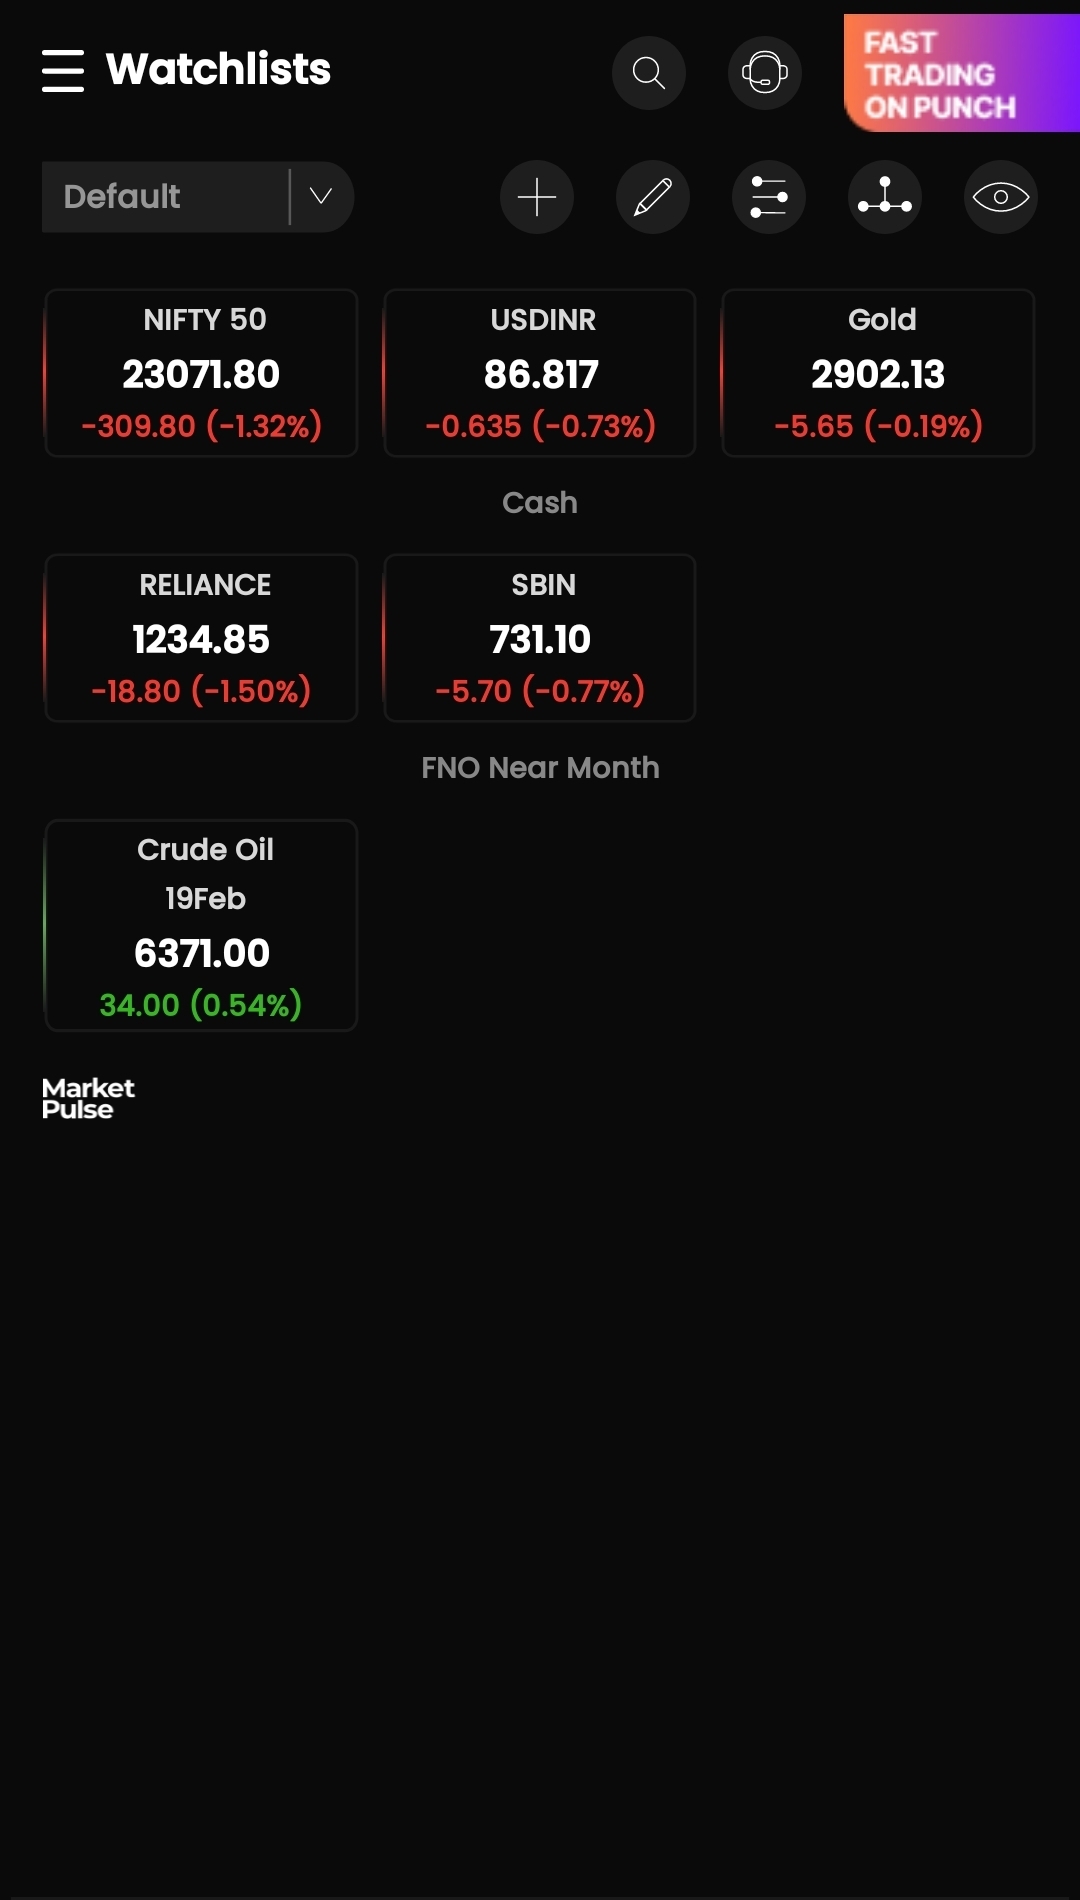 Watchlists
FAST
TRADING
ON PUNCH
Default
NIFTY 50
23071.80
-309.80 (-1.32%)
USDINR
86.817
-0.635 (-0.73%)
Gold
2902.13
-5.65 (-0.19%)
Cash
RELIANCE
1234.85
-18.80 (-1.50%)
SBIN
731.10
-5.70 (-0.77%)
FNO Near Month
Crude Oil
19Feb
6371.00
34.00 (0.54%)
Market
Pulse